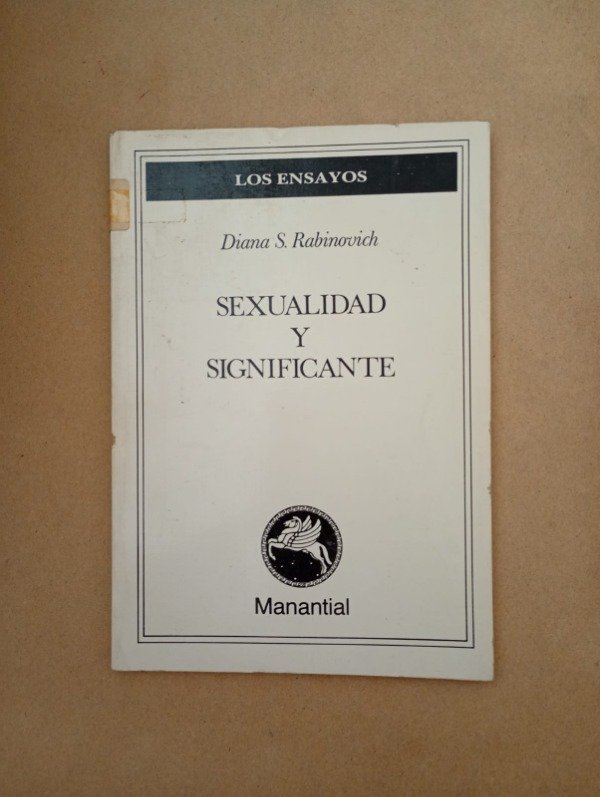 LOS ENSAYOS
Diana S. Rabinovich
SEXUALIDAD
Y
SIGNIFICANTE
Manantial